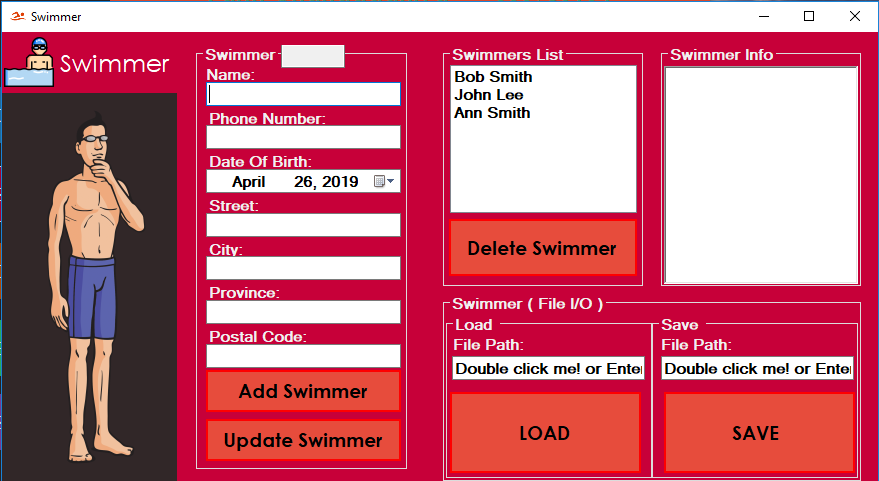 Swimmer
Swimmer
Swimmer
Name:
Phone Number:
Date Of Birth:
April 26, 2019
Street:
City:
Province:
Postal Code:
Add Swimmer
Update Swimmer
Swimmers List
Bob Smith
John Lee
Ann Smith
Delete Swimmer
Swimmer Info
Swimmer ( File I/O )
Load
File Path:
Double click me! or Enter
LOAD
Save
File Path:
Double click me! or Enter
SAVE